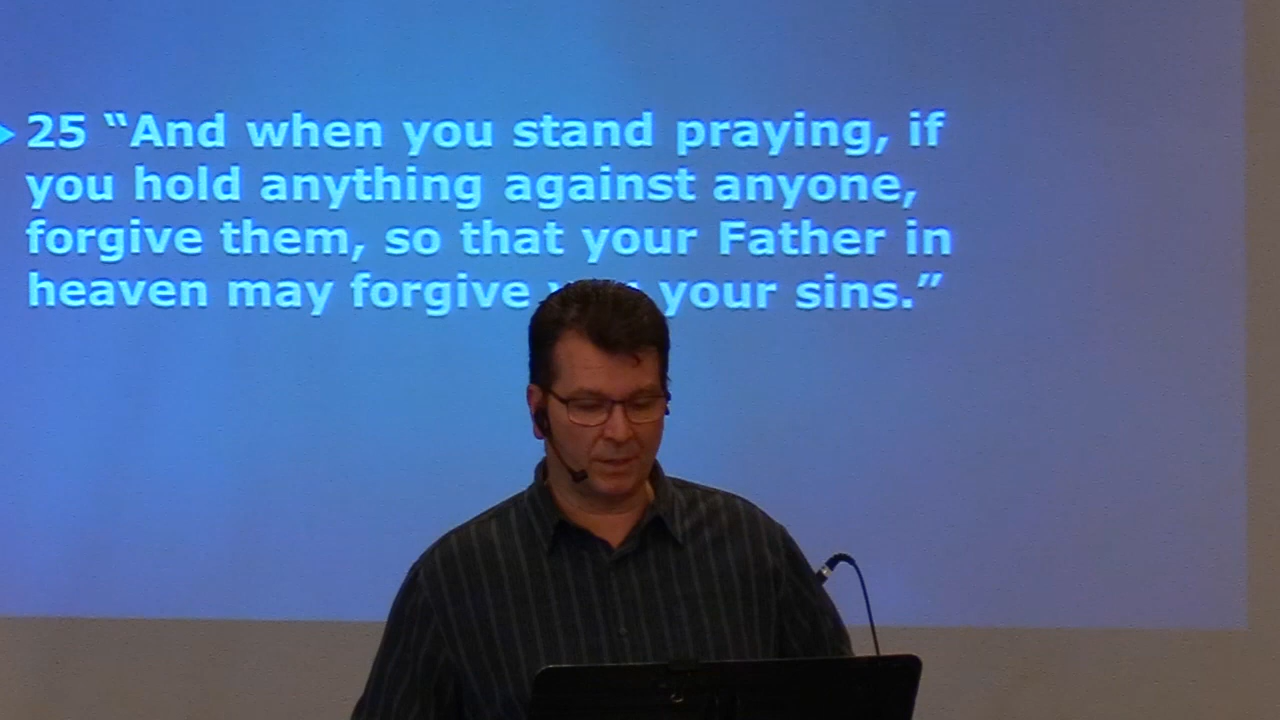 25 “And when you stand praying, if
you hold anything against anyone,
forgive them, so that your Father in
heaven may forgive your sins.”